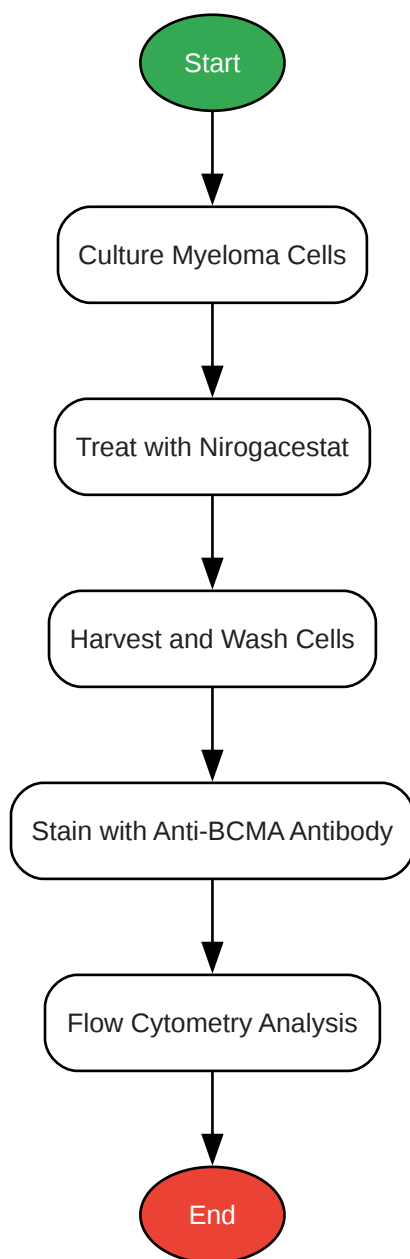 Start
Culture Myeloma Cells
Treat with Nirogacestat
Harvest and Wash Cells
Stain with Anti-BCMA Antibody
Flow Cytometry Analysis
End